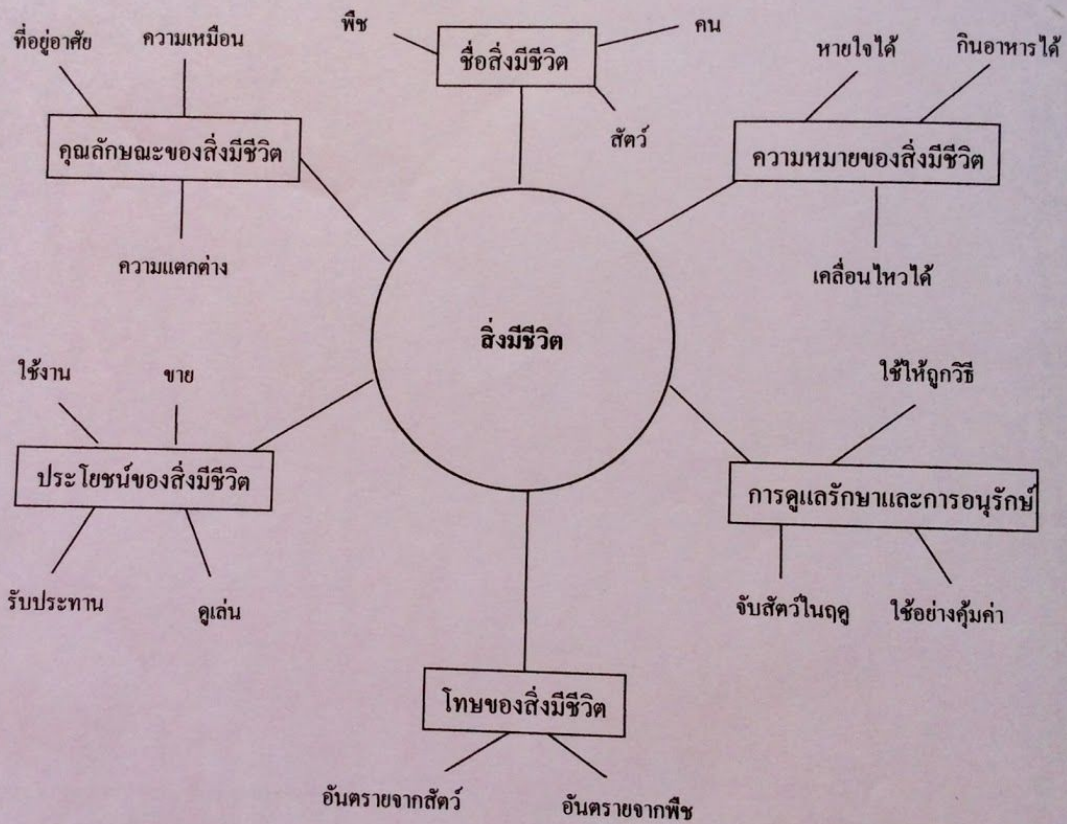 พืช
คน
ชื่อสิ่งมีชีวิต
สัตว์
ที่อยู่อาศัย
ความเหมือน
คุณลักษณะของสิ่งมีชีวิต
ความแตกต่าง
หายใจได้
กินอาหารได้
ความหมายของสิ่งมีชีวิต
เคลื่อนไหวได้
สิ่งมีชีวิต
ใช้งาน
ขาย
ประโยชน์ของสิ่งมีชีวิต
รับประทาน
ดูเล่น
ใช้ให้ถูกวิธี
การดูแลรักษาและการอนุรักษ์
จับสัตว์ในฤดู
ใช้อย่างคุ้มค่า
โทษของสิ่งมีชีวิต
อันตรายจากสัตว์
อันตรายจากพืช